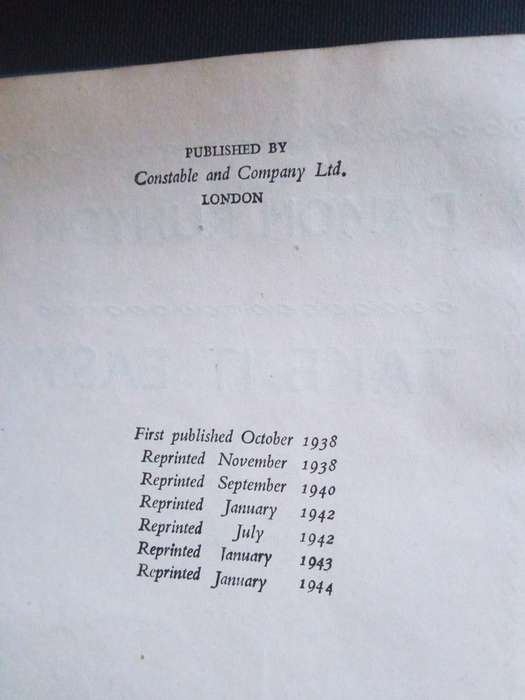 PUBLISHED BY
Constable and Company Ltd.
LONDON
First published October 1938
Reprinted November 1938
Reprinted September 1940
Reprinted January 1942
Reprinted July 1942
Reprinted January 1943
Reprinted January 1944